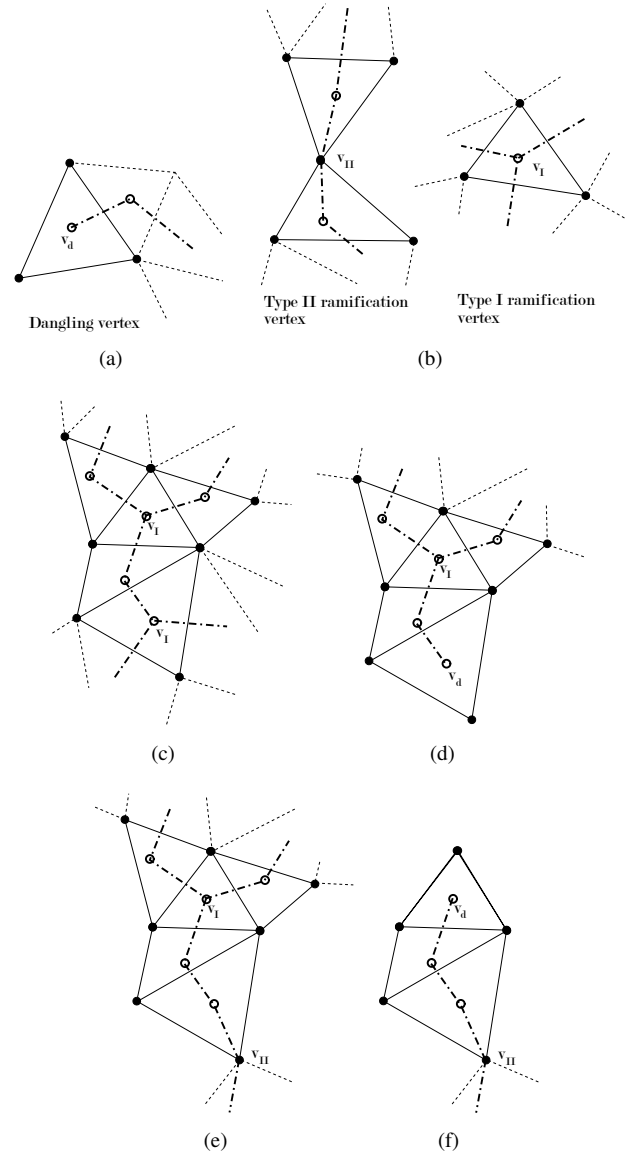 v_d
v_II
v_I
Dangling vertex
Type II ramification
vertex
Type I ramification
vertex
(a)
(b)
v_I
v_I
v_I
v_d
(c)
(d)
v_I
v_II
v_d
v_II
(e)
(f)